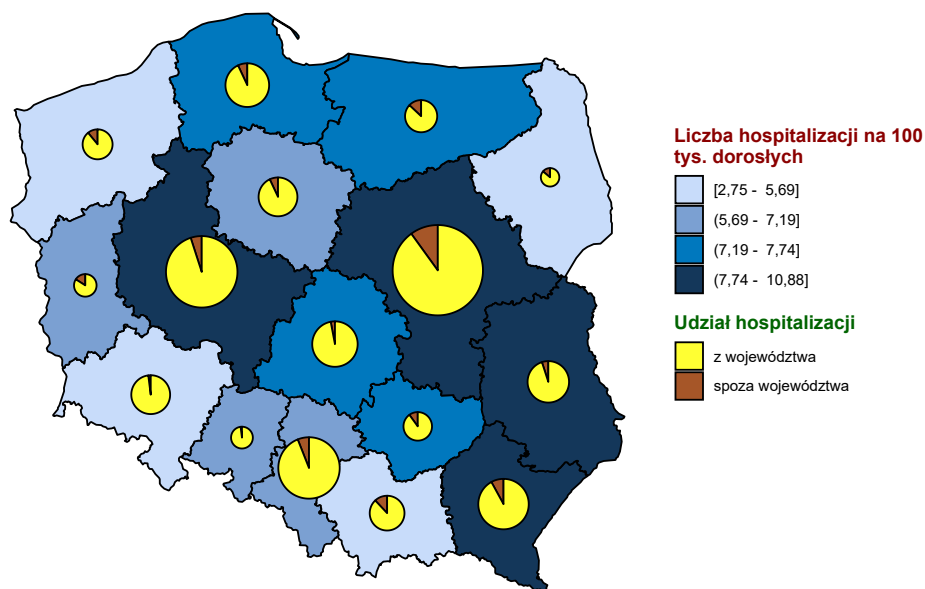 Liczba hospitalizacji na 100
tys. dorosłych
[2,75 - 5,69]
(5,69 - 7,19]
(7,19 - 7,74]
(7,74 - 10,88]
Udział hospitalizacji
z województwa
spoza województwa